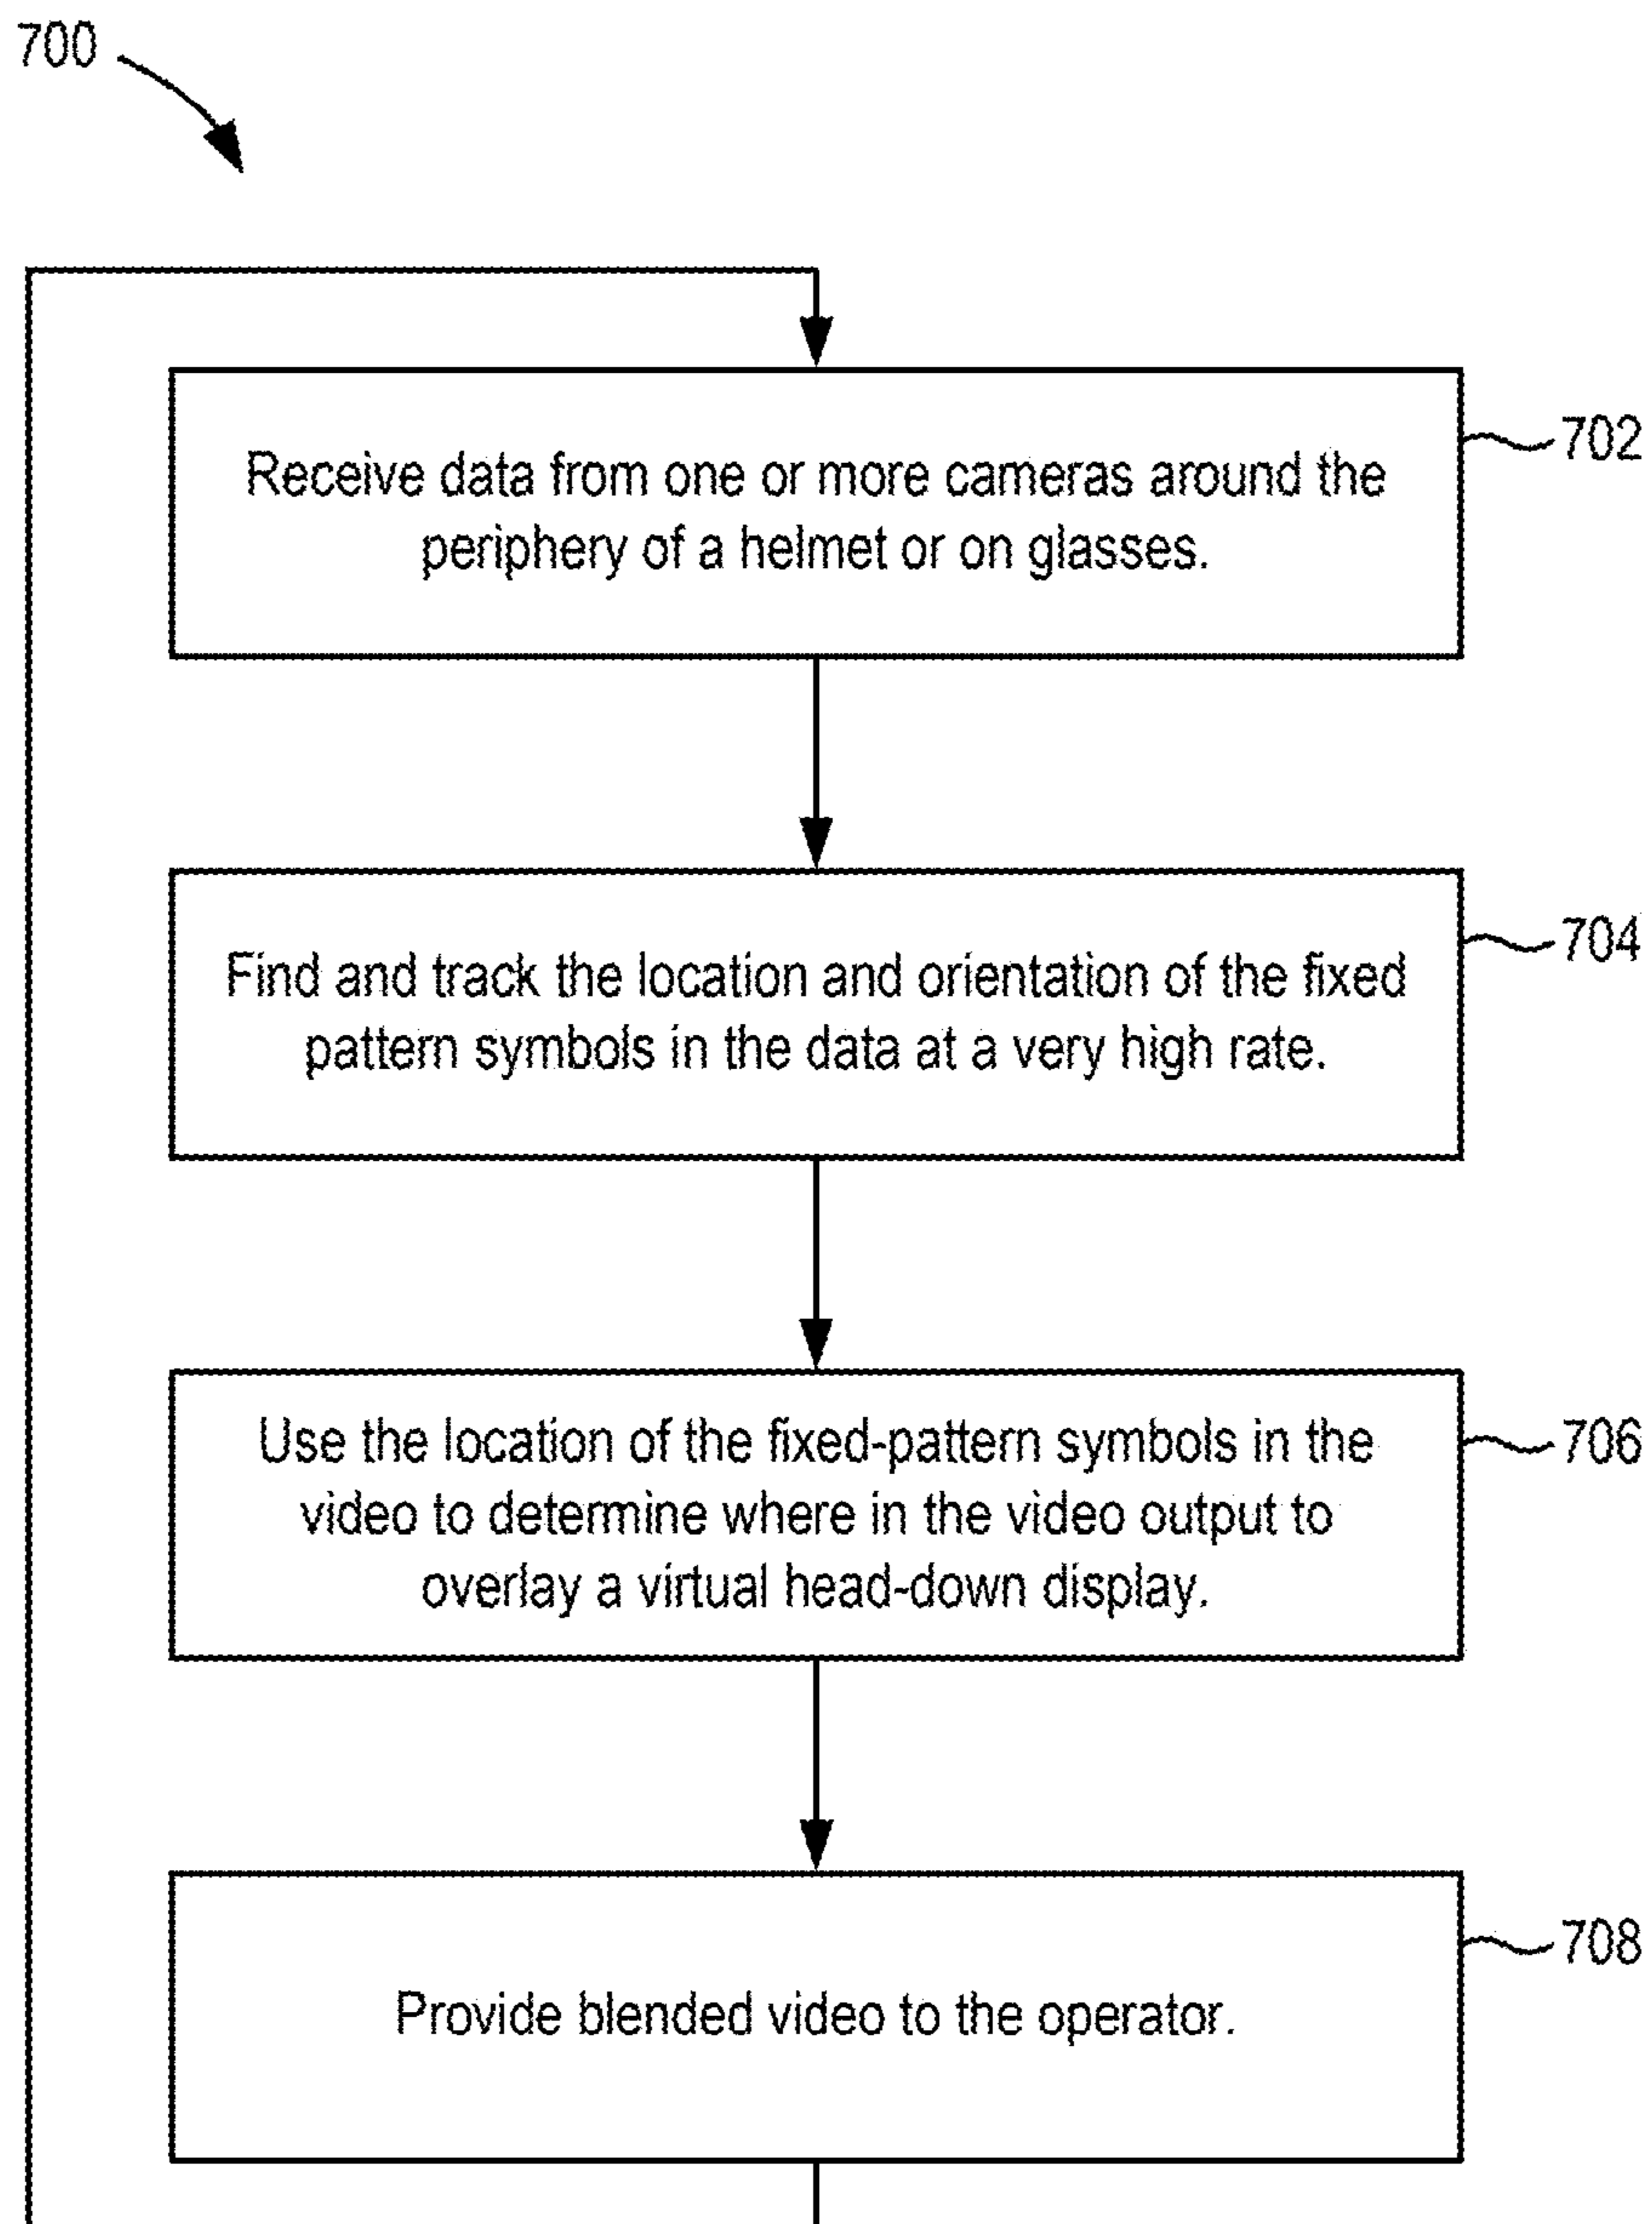 700
Receive data from one or more cameras around the
periphery of a helmet or on glasses.
702
Find and track the location and orientation of the fixed
pattern symbols in the data at a very high rate.
704
Use the location of the fixed-pattern symbols in the
video to determine where in the video output to
overlay a virtual head-down display.
706
Provide blended video to the operator.
708